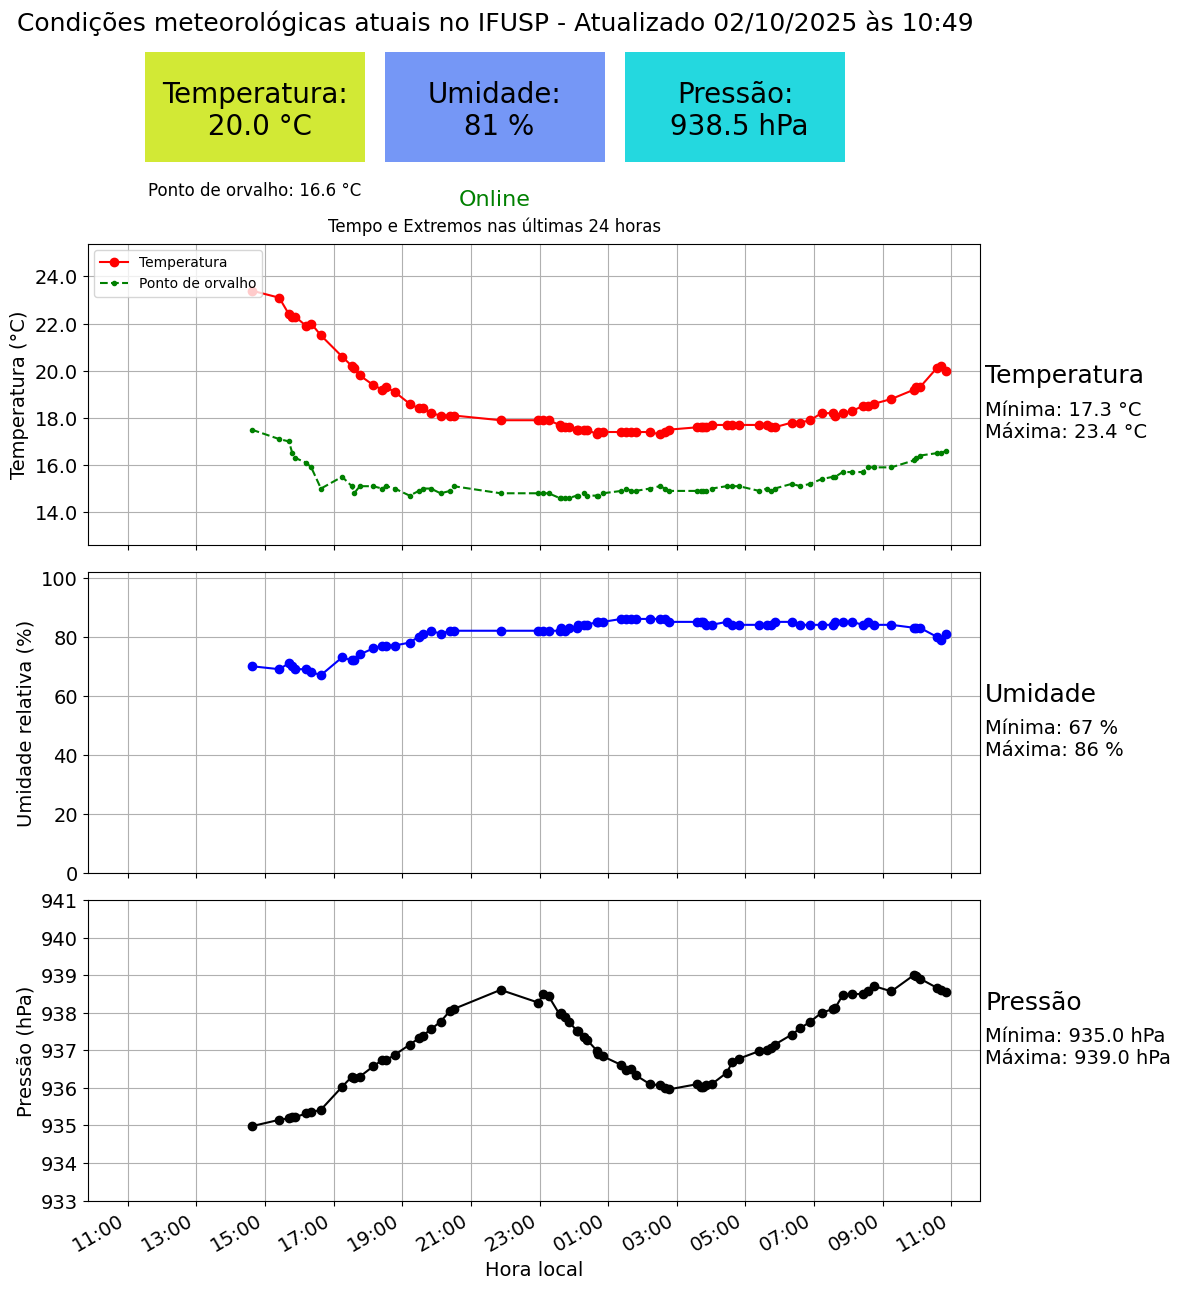 Condições meteorológicas atuais no IFUSP - Atualizado 02/10/2025 às 10:49
Temperatura:
20.0 °C
Umidade:
81 %
Pressão:
938.5 hPa
Ponto de orvalho: 16.6 °C
Online
Tempo e Extremos nas últimas 24 horas
Temperatura
Ponto de orvalho
Temperatura (°C)
24.0
22.0
20.0
18.0
16.0
14.0
Temperatura
Mínima: 17.3 °C
Máxima: 23.4 °C
Umidade relativa (%)
100
80
60
40
20
0
Umidade
Mínima: 67 %
Máxima: 86 %
Pressão (hPa)
941
940
939
938
937
936
935
934
933
Pressão
Mínima: 935.0 hPa
Máxima: 939.0 hPa
11:00
13:00
15:00
17:00
19:00
21:00
23:00
01:00
03:00
05:00
07:00
09:00
11:00
Hora local